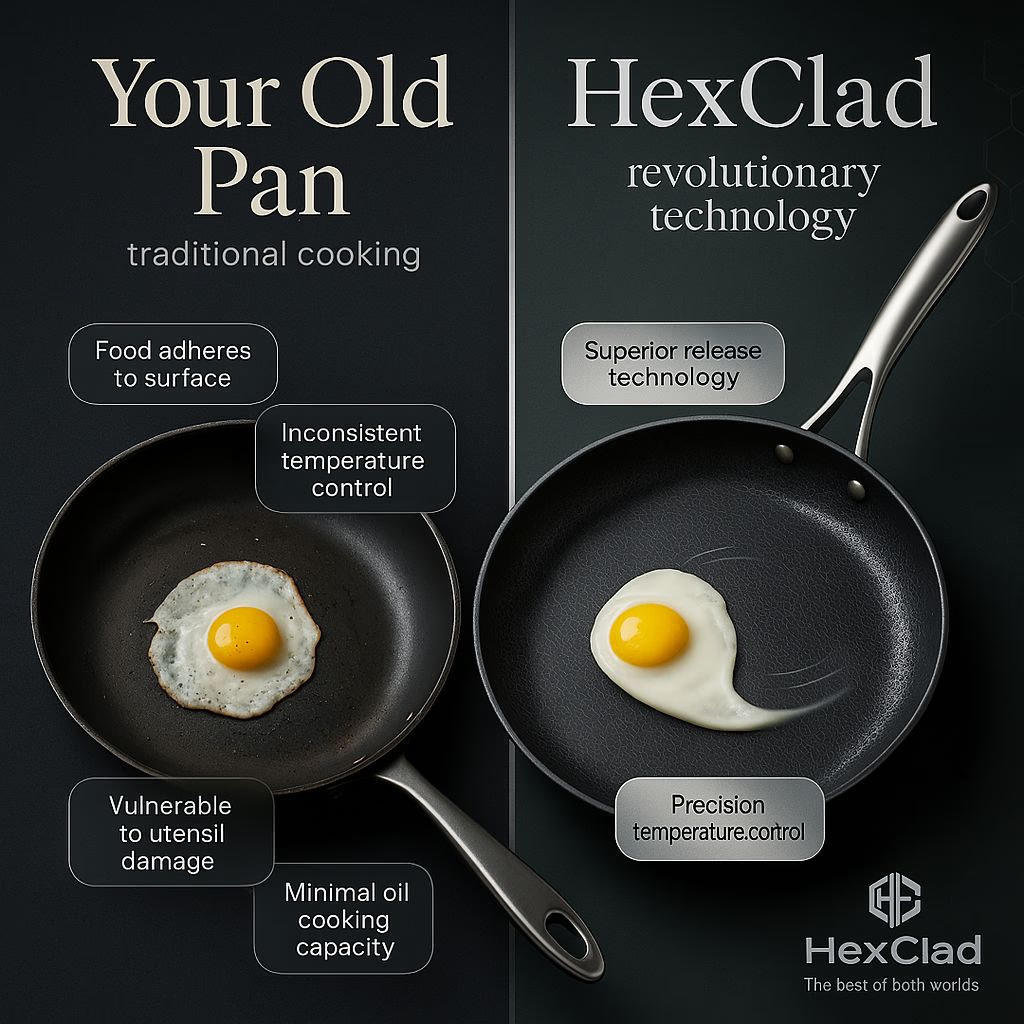 Your Old
Pan
traditional cooking
Food adheres
to surface
Inconsistent
temperature
control
Vulnerable
to utensil
damage
Minimal oil
cooking
capacity
HexClad
revolutionary
technology
Superior release
technology
Precision
temperature.control
HexClad
The best of both worlds